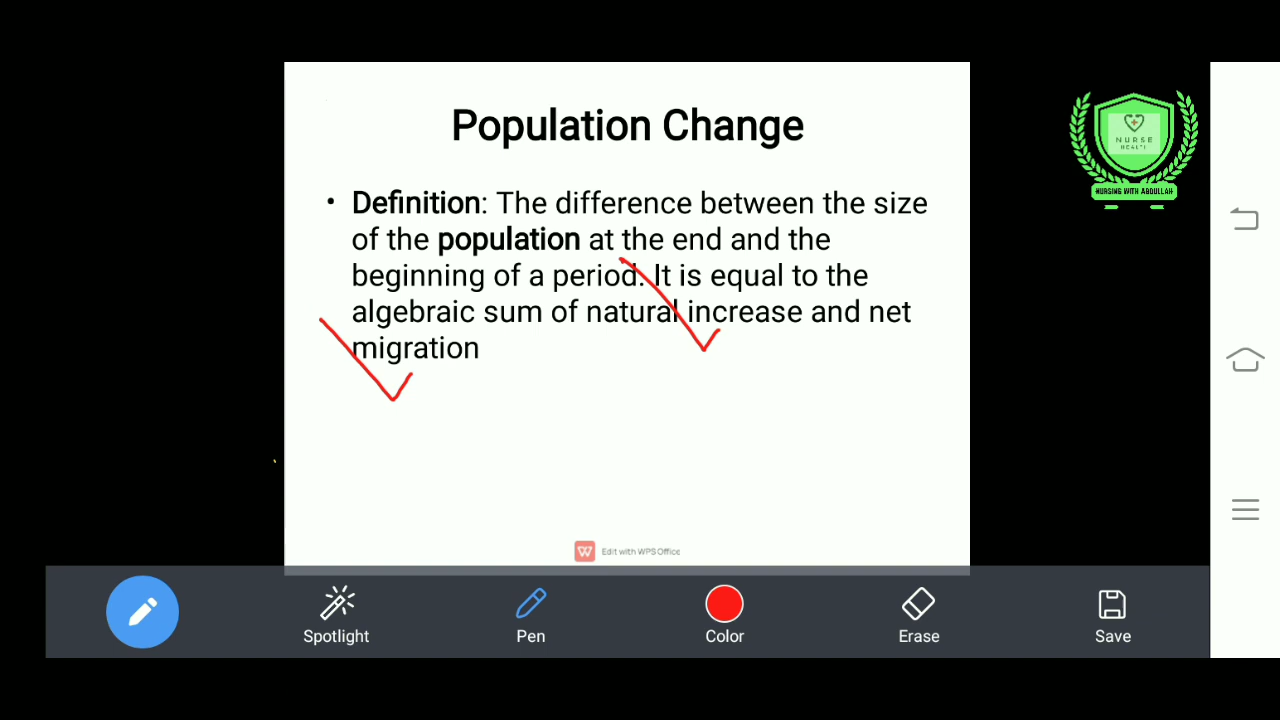 Population Change
• Definition: The difference between the size
of the population at the end and the
beginning of a period. It is equal to the
algebraic sum of natural increase and net
migration
NURSE
HEALTH
NURSING WITH ABDULLAH
Edit with WPS Office
Spotlight
Pen
Color
Erase
Save